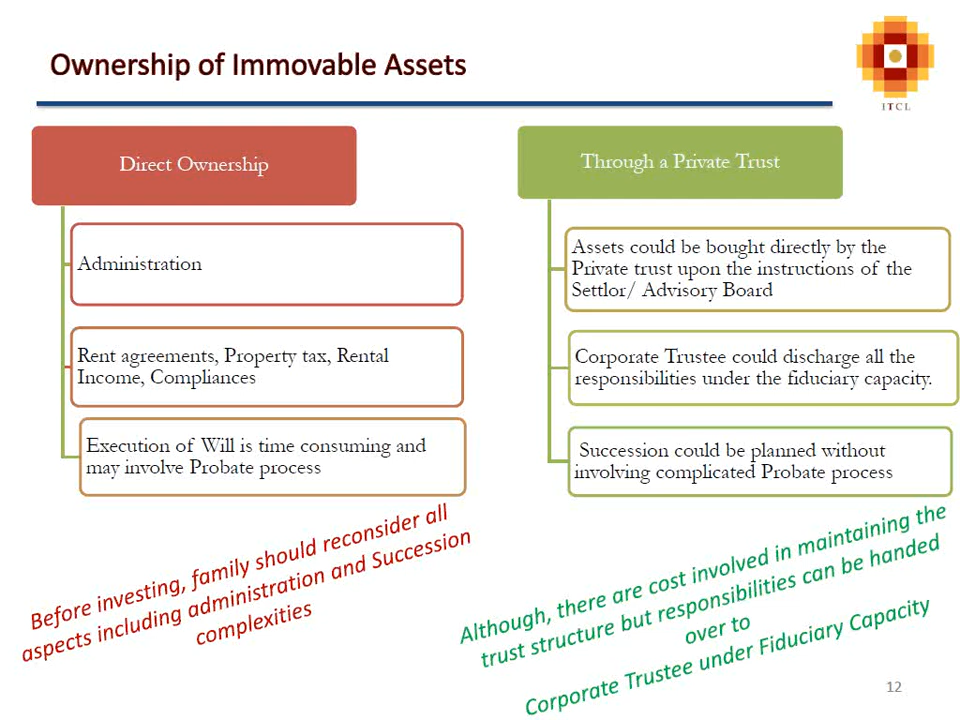 Ownership of Immovable Assets
ITCL
Direct Ownership
Administration
Rent agreements, Property tax, Rental
Income, Compliances
Execution of Will is time consuming and
may involve Probate process
Before investing, family should reconsider all
aspects including administration and Succession
complexities
Through a Private Trust
Assets could be bought directly by the
Private trust upon the instructions of the
Settlor/ Advisory Board
Corporate Trustee could discharge all the
responsibilities under the fiduciary capacity.
Succession could be planned without
involving complicated Probate process
Although, there are cost involved in maintaining the
trust structure but responsibilities can be handed
over to
Corporate Trustee under Fiduciary Capacity
12